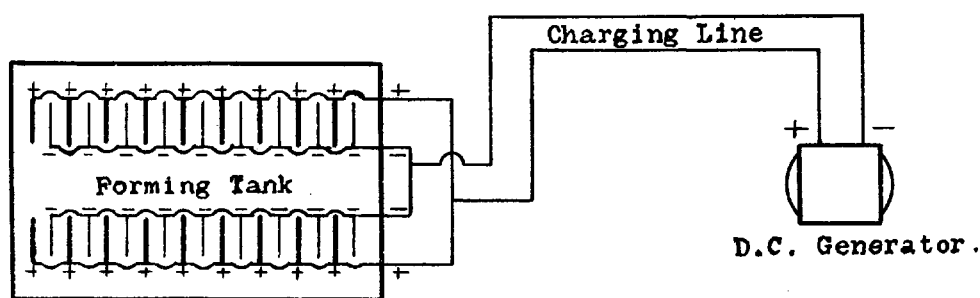 Charging Line
+ + + + + + + + + +
+ -
- - - - - - - - - -
Forming Tank
- - - - - - - - - -
D.C. Generator.
+ + + + + + + + + +